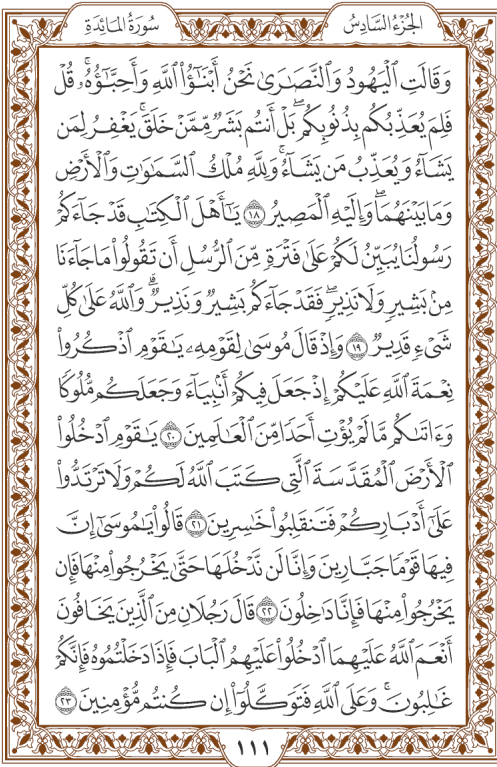 الجُزْءُ السَّادِسُ
سُورَةُ المَائِدَةِ
وَقَالَتِ ٱلْيَهُودُ وَٱلنَّصَٰرَىٰ نَحْنُ أَبْنَٰٓؤُا۟ ٱللَّهِ وَأَحِبَّٰٓؤُهُۥ ۚ قُلْ
فَلِمَ يُعَذِّبُكُم بِذُنُوبِكُم ۖ بَلْ أَنتُم بَشَرٌ مِّمَّنْ خَلَقَ ۚ يَغْفِرُ لِمَن
يَشَآءُ وَيُعَذِّبُ مَن يَشَآءُ ۚ وَلِلَّهِ مُلْكُ ٱلسَّمَٰوَٰتِ وَٱلْأَرْضِ
وَمَا بَيْنَهُمَا ۖ وَإِلَيْهِ ٱلْمَصِيرُ ١٨ يَٰٓأَهْلَ ٱلْكِتَٰبِ قَدْ جَآءَكُمْ
رَسُولُنَا يُبَيِّنُ لَكُمْ عَلَىٰ فَتْرَةٍ مِّنَ ٱلرُّسُلِ أَن تَقُولُوا۟ مَا جَآءَنَا
مِنۢ بَشِيرٍ وَلَا نَذِيرٍ ۖ فَقَدْ جَآءَكُم بَشِيرٌ وَنَذِيرٌ ۗ وَٱللَّهُ عَلَىٰ كُلِّ
شَىْءٍ قَدِيرٌ ١٩ وَإِذْ قَالَ مُوسَىٰ لِقَوْمِهِۦ يَٰقَوْمِ ٱذْكُرُوا۟
نِعْمَةَ ٱللَّهِ عَلَيْكُمْ إِذْ جَعَلَ فِيكُمْ أَنۢبِيَآءَ وَجَعَلَكُم مُّلُوكًا
وَءَاتَىٰكُم مَّا لَمْ يُؤْتِ أَحَدًا مِّنَ ٱلْعَٰلَمِينَ ٢٠ يَٰقَوْمِ ٱدْخُلُوا۟
ٱلْأَرْضَ ٱلْمُقَدَّسَةَ ٱلَّتِى كَتَبَ ٱللَّهُ لَكُمْ وَلَا تَرْتَدُّوا۟
عَلَىٰٓ أَدْبَارِكُمْ فَتَنقَلِبُوا۟ خَٰسِرِينَ ٢١ قَالُوا۟ يَٰمُوسَىٰٓ إِنَّ
فِيهَا قَوْمًا جَبَّارِينَ وَإِنَّا لَن نَّدْخُلَهَا حَتَّىٰ يَخْرُجُوا۟ مِنْهَا فَإِن
يَخْرُجُوا۟ مِنْهَا فَإِنَّا دَٰخِلُونَ ٢٢ قَالَ رَجُلَانِ مِنَ ٱلَّذِينَ يَخَافُونَ
أَنْعَمَ ٱللَّهُ عَلَيْهِمَا ٱدْخُلُوا۟ عَلَيْهِمُ ٱلْبَابَ فَإِذَا دَخَلْتُمُوهُ فَإِنَّكُمْ
غَٰلِبُونَ ۚ وَعَلَى ٱللَّهِ فَتَوَكَّلُوٓا۟ إِن كُنتُم مُّؤْمِنِينَ ٢٣
١١١